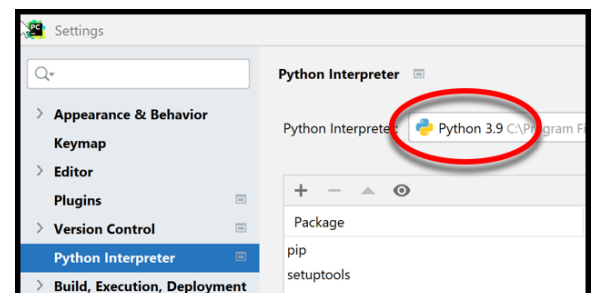 Settings
Python Interpreter
Appearance & Behavior
Python Interpreter: Python 3.9 C:\Program Fi
Keymap
Editor
Plugins
Package
Version Control
pip
Python Interpreter
setuptools
Build, Execution, Deployment